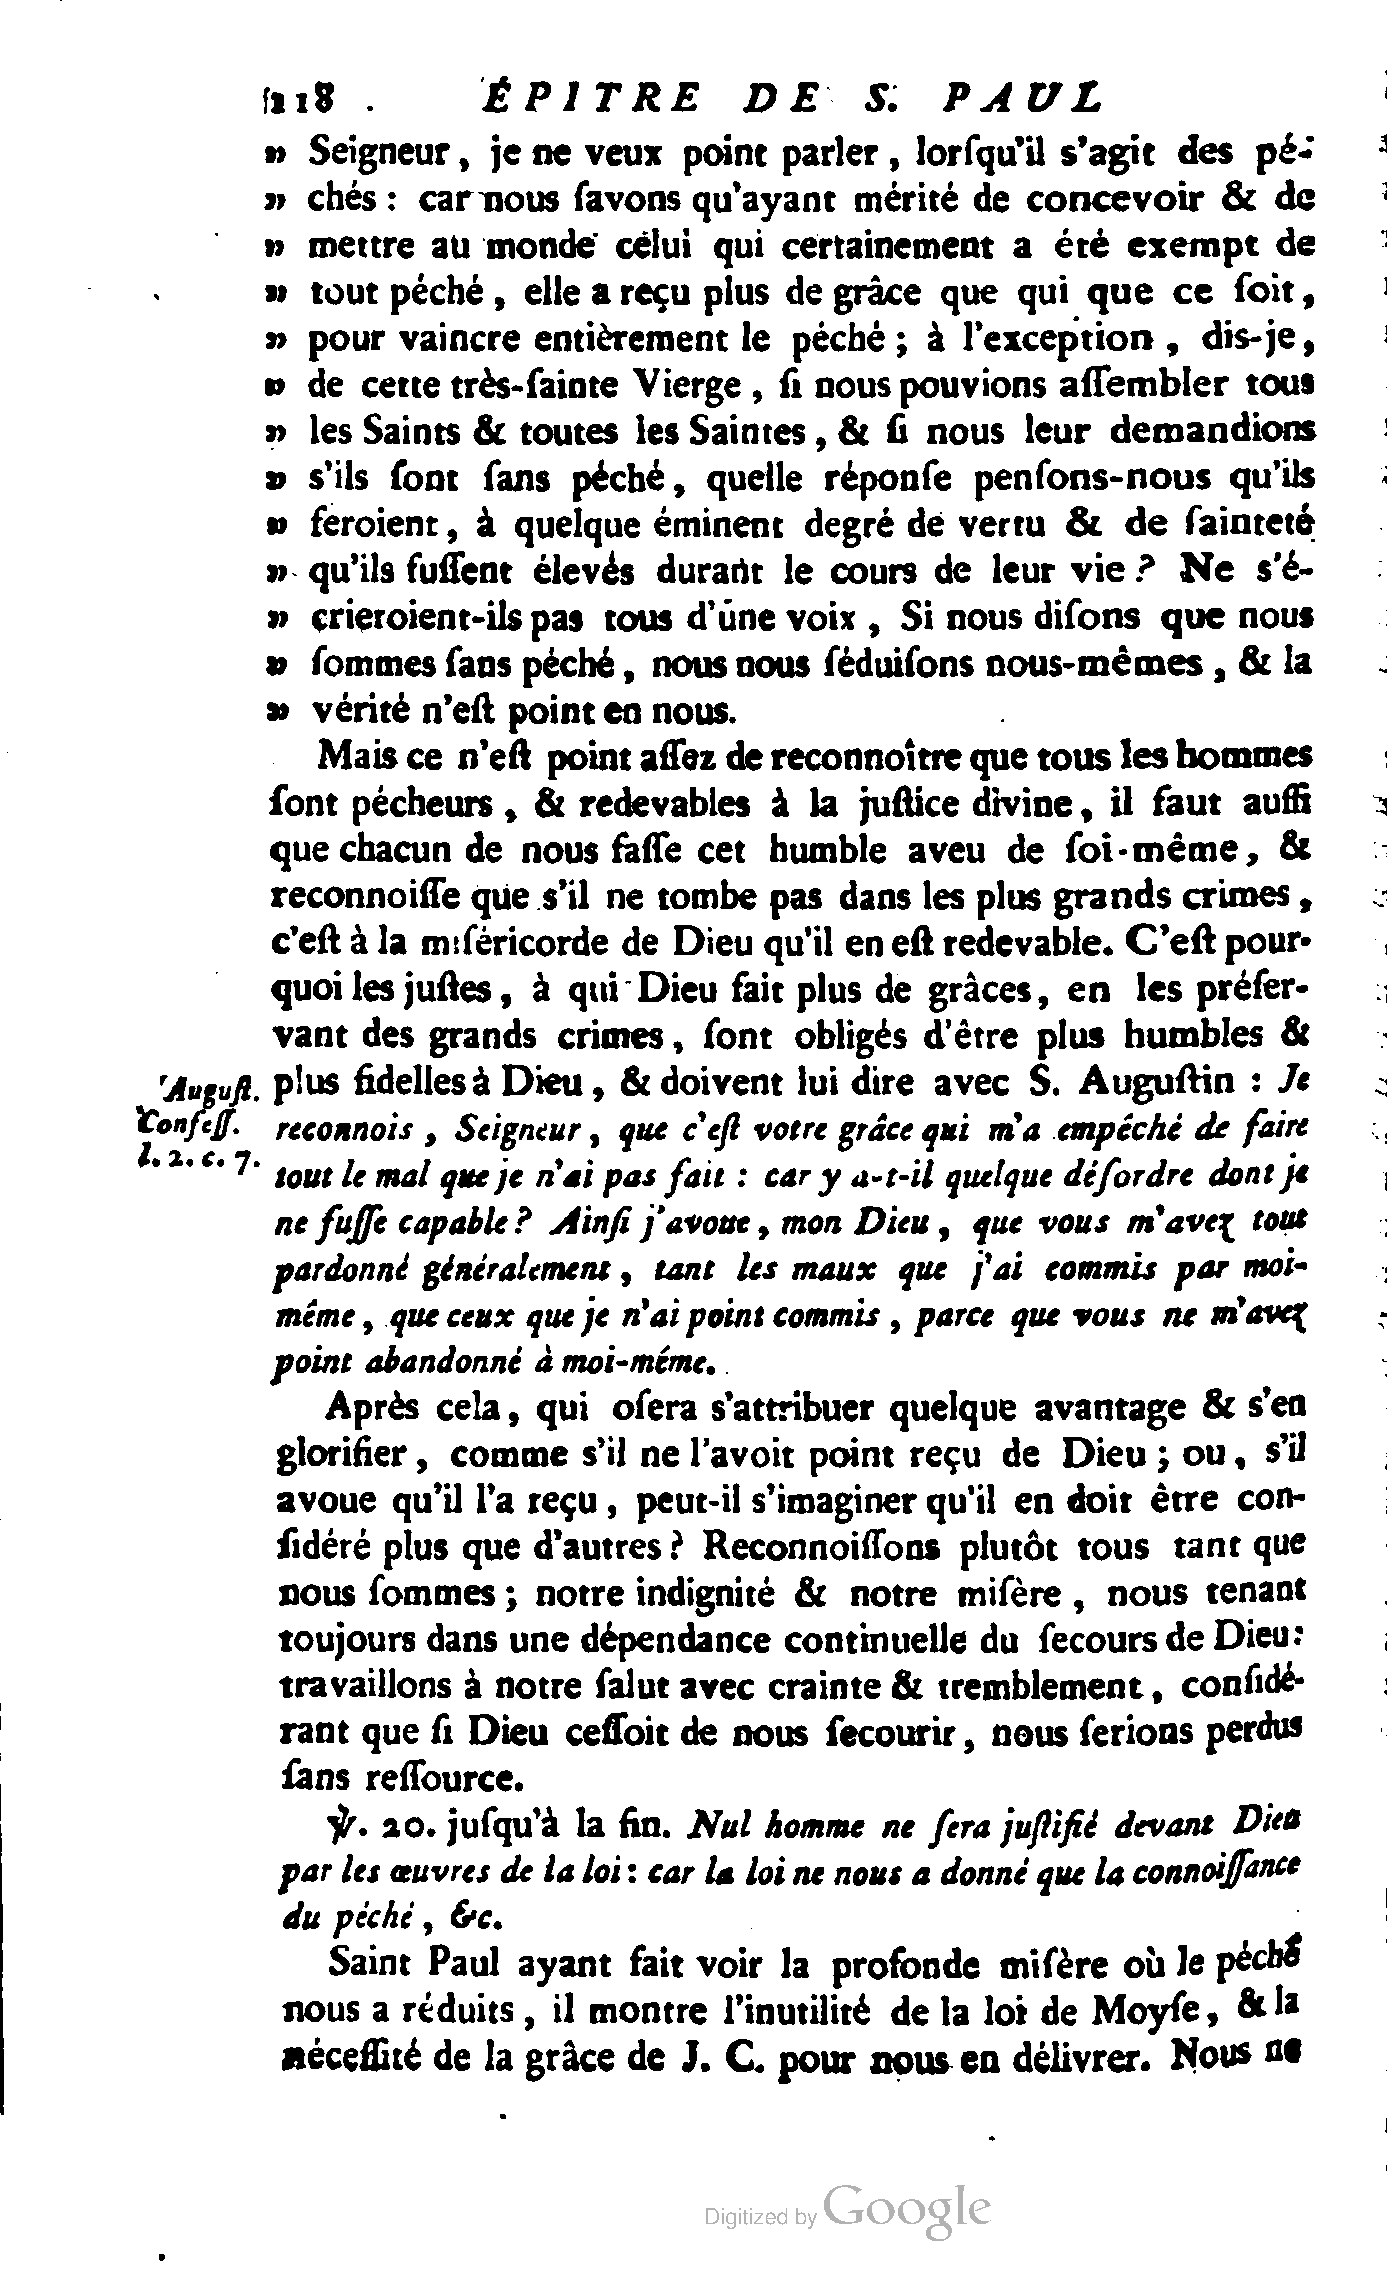 118 . ÉPITRE DE S. PAUL
» Seigneur, je ne veux point parler, lorſqu'il s'agit des pé-
» chés : car nous ſavons qu'ayant mérité de concevoir & de
» mettre au monde célui qui certainement a été exempt de
» tout péché, elle a reçu plus de grâce que qui que ce ſoit,
» pour vaincre entièrement le péché ; à l'exception, dis-je,
» de cette très-ſainte Vierge, ſi nous pouvions aſſembler tous
» les Saints & toutes les Saintes, & ſi nous leur demandions
» s'ils ſont ſans péché, quelle réponſe penſons-nous qu'ils
» feroient, à quelque éminent degré de vertu & de ſainteté
» qu'ils fuſſent élevés durant le cours de leur vie ? Ne s'é-
» crieroient-ils pas tous d'une voix, Si nous diſons que nous
» ſommes ſans péché, nous nous ſéduiſons nous-mêmes, & la
» vérité n'eſt point en nous.
Mais ce n'eſt point aſſez de reconnoître que tous les hommes
ſont pécheurs, & redevables à la juſtice divine, il faut auſſi
que chacun de nous faſſe cet humble aveu de ſoi-même, &
reconnoiſſe que s'il ne tombe pas dans les plus grands crimes,
c'eſt à la miſéricorde de Dieu qu'il en eſt redevable. C'eſt pour-
quoi les juſtes, à qui Dieu fait plus de grâces, en les préſer-
vant des grands crimes, ſont obligés d'être plus humbles &
plus fidelles à Dieu, & doivent lui dire avec S. Auguſtin : Je
reconnois, Seigneur, que c'eſt votre grâce qui m'a empêché de faire
tout le mal que je n'ai pas fait : car y a-t-il quelque déſordre dont je
ne fuſſe capable ? Ainſi j'avoue, mon Dieu, que vous m'avez tout
pardonné généralement, tant les maux que j'ai commis par moi-
même, que ceux que je n'ai point commis, parce que vous ne m'avez
point abandonné à moi-même.
Auguſt.
Confeſſ.
l. 2. c. 7.
Après cela, qui oſera s'attribuer quelque avantage & s'en
glorifier, comme s'il ne l'avoit point reçu de Dieu ; ou, s'il
avoue qu'il l'a reçu, peut-il s'imaginer qu'il en doit être con-
ſidéré plus que d'autres ? Reconnoiſſons plutôt tous tant que
nous ſommes ; notre indignité & notre miſère, nous tenant
toujours dans une dépendance continuelle du ſecours de Dieu :
travaillons à notre ſalut avec crainte & tremblement, conſidé-
rant que ſi Dieu ceſſoit de nous ſecourir, nous ſerions perdus
ſans reſſource.
℣. 20. juſqu'à la fin. Nul homme ne ſera juſtifié devant Dieu
par les œuvres de la loi : car la loi ne nous a donné que la connoiſſance
du péché, &c.
Saint Paul ayant fait voir la profonde miſère où le péché
nous a réduits, il montre l'inutilité de la loi de Moyſe, & la
néceſſité de la grâce de J. C. pour nous en délivrer. Nous ne
Digitized by Google